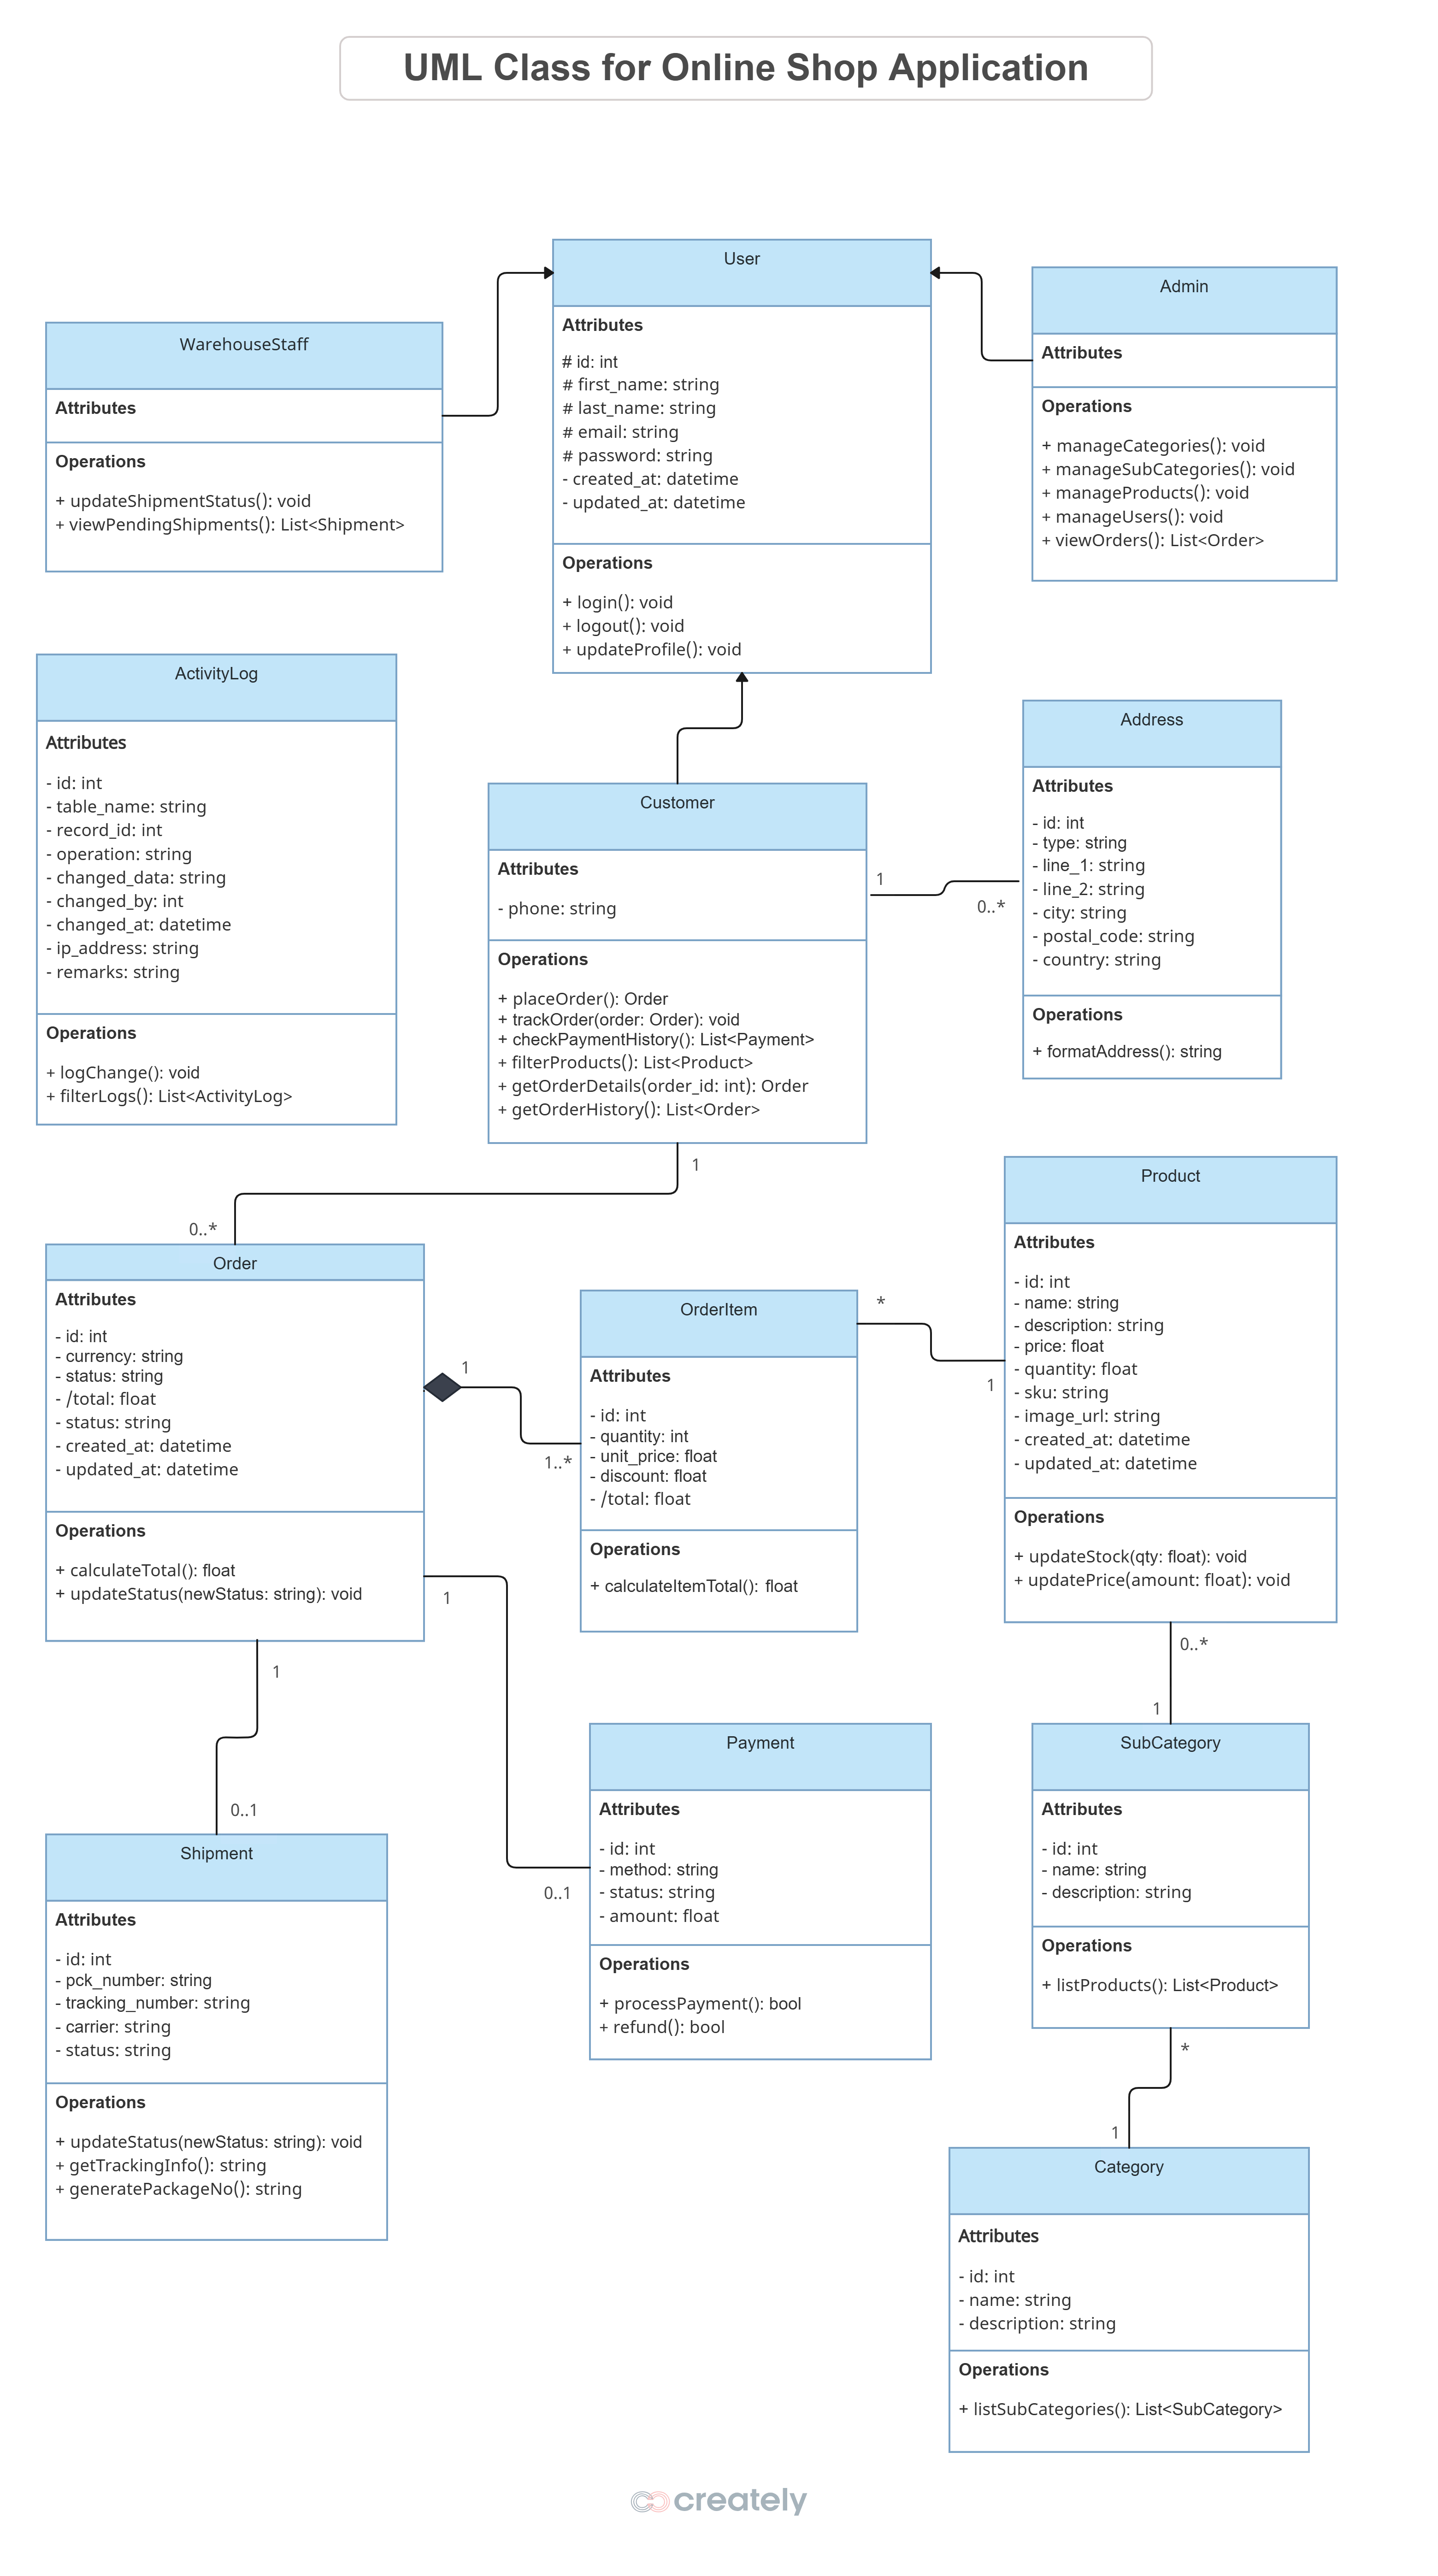 UML Class for Online Shop Application
User
Attributes
# id: int
# first_name: string
# last_name: string
# email: string
# password: string
- created_at: datetime
- updated_at: datetime
Operations
+ login(): void
+ logout(): void
+ updateProfile(): void
Admin
Attributes
Operations
+ manageCategories(): void
+ manageSubCategories(): void
+ manageProducts(): void
+ manageUsers(): void
+ viewOrders(): List<Order>
WarehouseStaff
Attributes
Operations
+ updateShipmentStatus(): void
+ viewPendingShipments(): List<Shipment>
ActivityLog
Attributes
- id: int
- table_name: string
- record_id: int
- operation: string
- changed_data: string
- changed_by: int
- changed_at: datetime
- ip_address: string
- remarks: string
Operations
+ logChange(): void
+ filterLogs(): List<ActivityLog>
Customer
Attributes
- phone: string
Operations
+ placeOrder(): Order
+ trackOrder(order: Order): void
+ checkPaymentHistory(): List<Payment>
+ filterProducts(): List<Product>
+ getOrderDetails(order_id: int): Order
+ getOrderHistory(): List<Order>
1
0..*
Address
Attributes
- id: int
- type: string
- line_1: string
- line_2: string
- city: string
- postal_code: string
- country: string
Operations
+ formatAddress(): string
1
0..*
Order
Attributes
- id: int
- currency: string
- status: string
- /total: float
- status: string
- created_at: datetime
- updated_at: datetime
Operations
+ calculateTotal(): float
+ updateStatus(newStatus: string): void
1
1..*
OrderItem
Attributes
- id: int
- quantity: int
- unit_price: float
- discount: float
- /total: float
Operations
+ calculateItemTotal(): float
*
1
Product
Attributes
- id: int
- name: string
- description: string
- price: float
- quantity: float
- sku: string
- image_url: string
- created_at: datetime
- updated_at: datetime
Operations
+ updateStock(qty: float): void
+ updatePrice(amount: float): void
1
0..1
1
0..1
0..*
1
Payment
Attributes
- id: int
- method: string
- status: string
- amount: float
Operations
+ processPayment(): bool
+ refund(): bool
SubCategory
Attributes
- id: int
- name: string
- description: string
Operations
+ listProducts(): List<Product>
Shipment
Attributes
- id: int
- pck_number: string
- tracking_number: string
- carrier: string
- status: string
Operations
+ updateStatus(newStatus: string): void
+ getTrackingInfo(): string
+ generatePackageNo(): string
*
1
Category
Attributes
- id: int
- name: string
- description: string
Operations
+ listSubCategories(): List<SubCategory>
creately